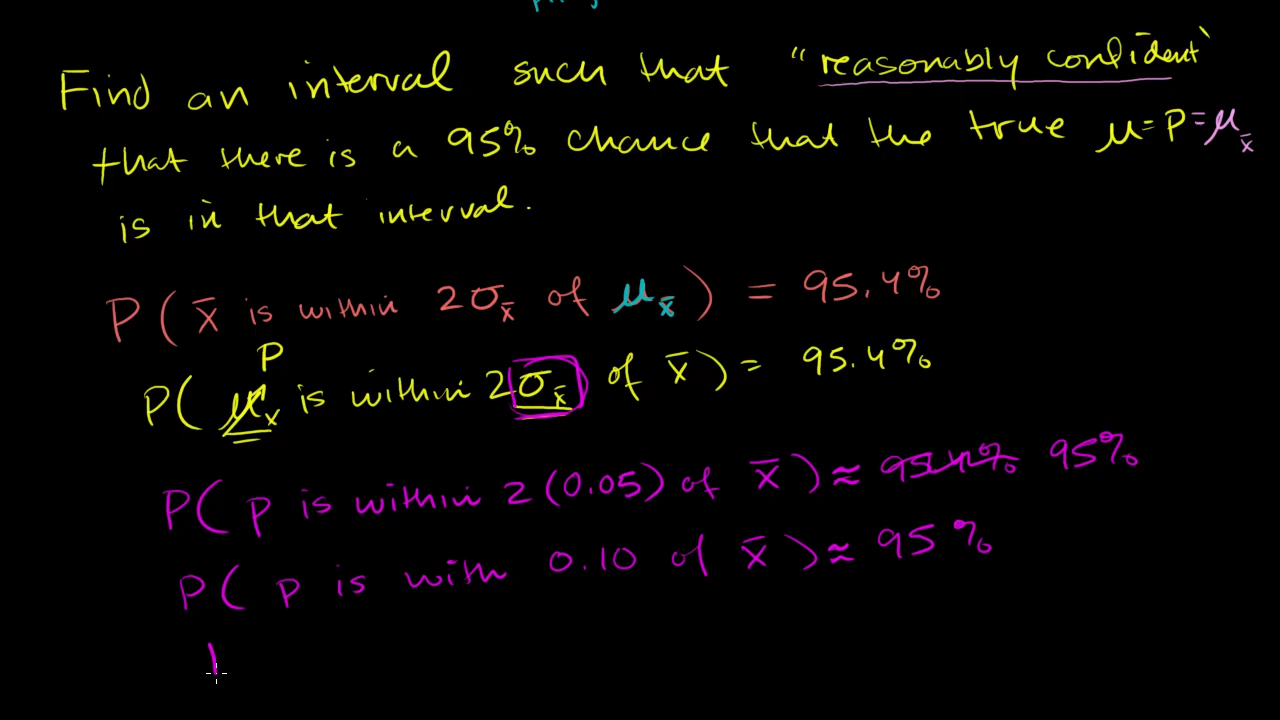 Find an interval such that "reasonably confident"
that there is a 95% chance that the true μ = P = μx̄
is in that interval.
P( x̄ is within 2σx̄ of μx̄ ) = 95.4%
P
P( μx̄ is within 2σx̄ of x̄ ) = 95.4%
P( p is within 2(0.05) of x̄ ) ≈ 95.4% 95%
P( p is with 0.10 of x̄ ) ≈ 95%